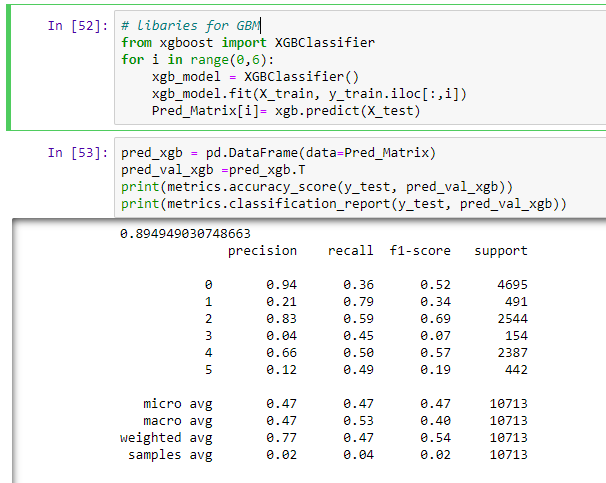 In [52]: # libaries for GBM
from xgboost import XGBClassifier
for i in range(0,6):
    xgb_model = XGBClassifier()
    xgb_model.fit(X_train, y_train.iloc[:,i])
    Pred_Matrix[i]= xgb.predict(X_test)
In [53]: pred_xgb = pd.DataFrame(data=Pred_Matrix)
pred_val_xgb =pred_xgb.T
print(metrics.accuracy_score(y_test, pred_val_xgb))
print(metrics.classification_report(y_test, pred_val_xgb))
0.894949030748663
precision recall f1-score support
0 0.94 0.36 0.52 4695
1 0.21 0.79 0.34 491
2 0.83 0.59 0.69 2544
3 0.04 0.45 0.07 154
4 0.66 0.50 0.57 2387
5 0.12 0.49 0.19 442
micro avg 0.47 0.47 0.47 10713
macro avg 0.47 0.53 0.40 10713
weighted avg 0.77 0.47 0.54 10713
samples avg 0.02 0.04 0.02 10713